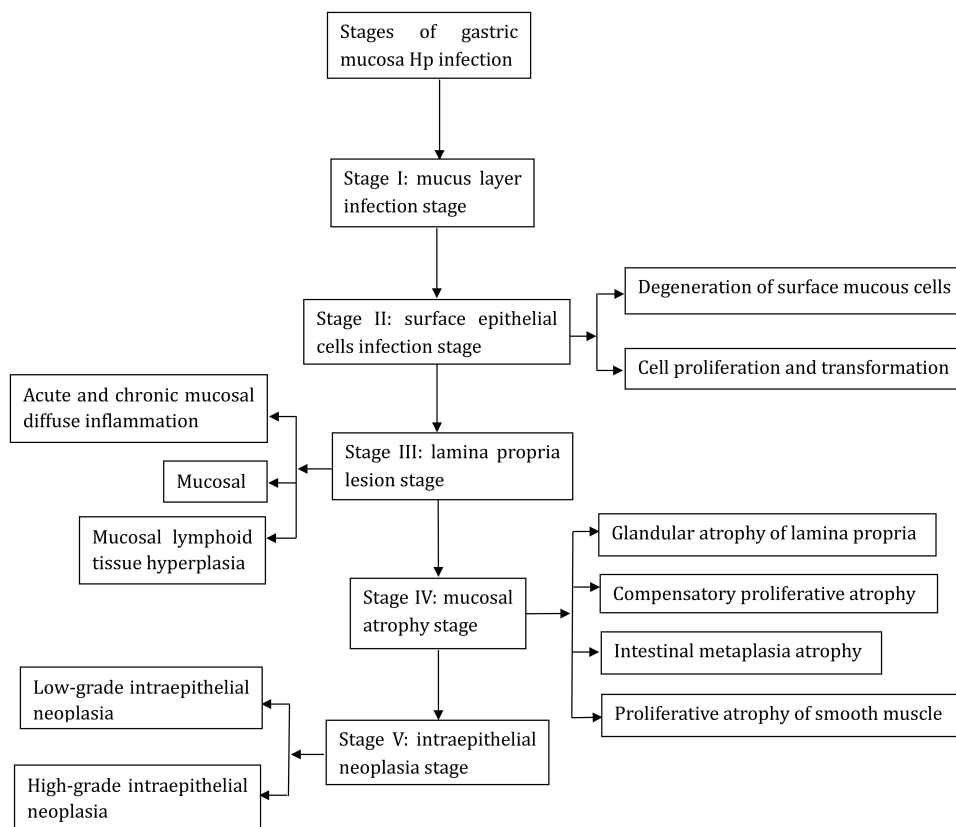 Stages of gastric
mucosa Hp infection
Stage I: mucus layer
infection stage
Stage II: surface epithelial
cells infection stage
Degeneration of surface mucous cells
Cell proliferation and transformation
Acute and chronic mucosal
diffuse inflammation
Stage III: lamina propria
lesion stage
Mucosal
Mucosal lymphoid
tissue hyperplasia
Glandular atrophy of lamina propria
Stage IV: mucosal
atrophy stage
Compensatory proliferative atrophy
Intestinal metaplasia atrophy
Proliferative atrophy of smooth muscle
Low-grade intraepithelial
neoplasia
Stage V: intraepithelial
neoplasia stage
High-grade intraepithelial
neoplasia